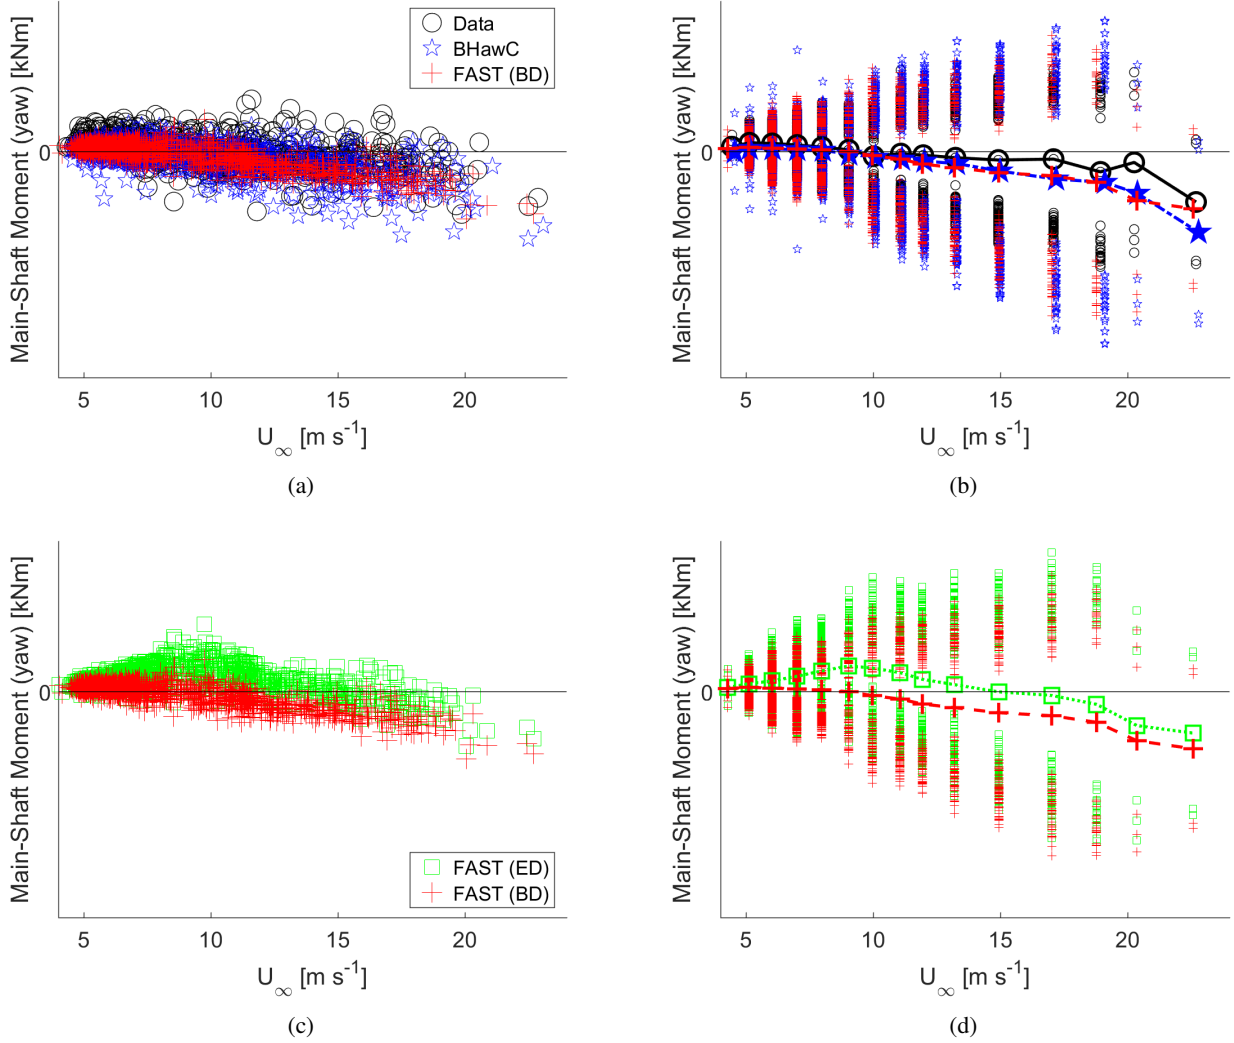 Main-Shaft Moment (yaw) [kNm]
0
Data
BHawC
FAST (BD)
5 10 15 20
U∞ [m s⁻¹]
(a)
Main-Shaft Moment (yaw) [kNm]
0
5 10 15 20
U∞ [m s⁻¹]
(b)
Main-Shaft Moment (yaw) [kNm]
0
FAST (ED)
FAST (BD)
5 10 15 20
U∞ [m s⁻¹]
(c)
Main-Shaft Moment (yaw) [kNm]
0
5 10 15 20
U∞ [m s⁻¹]
(d)